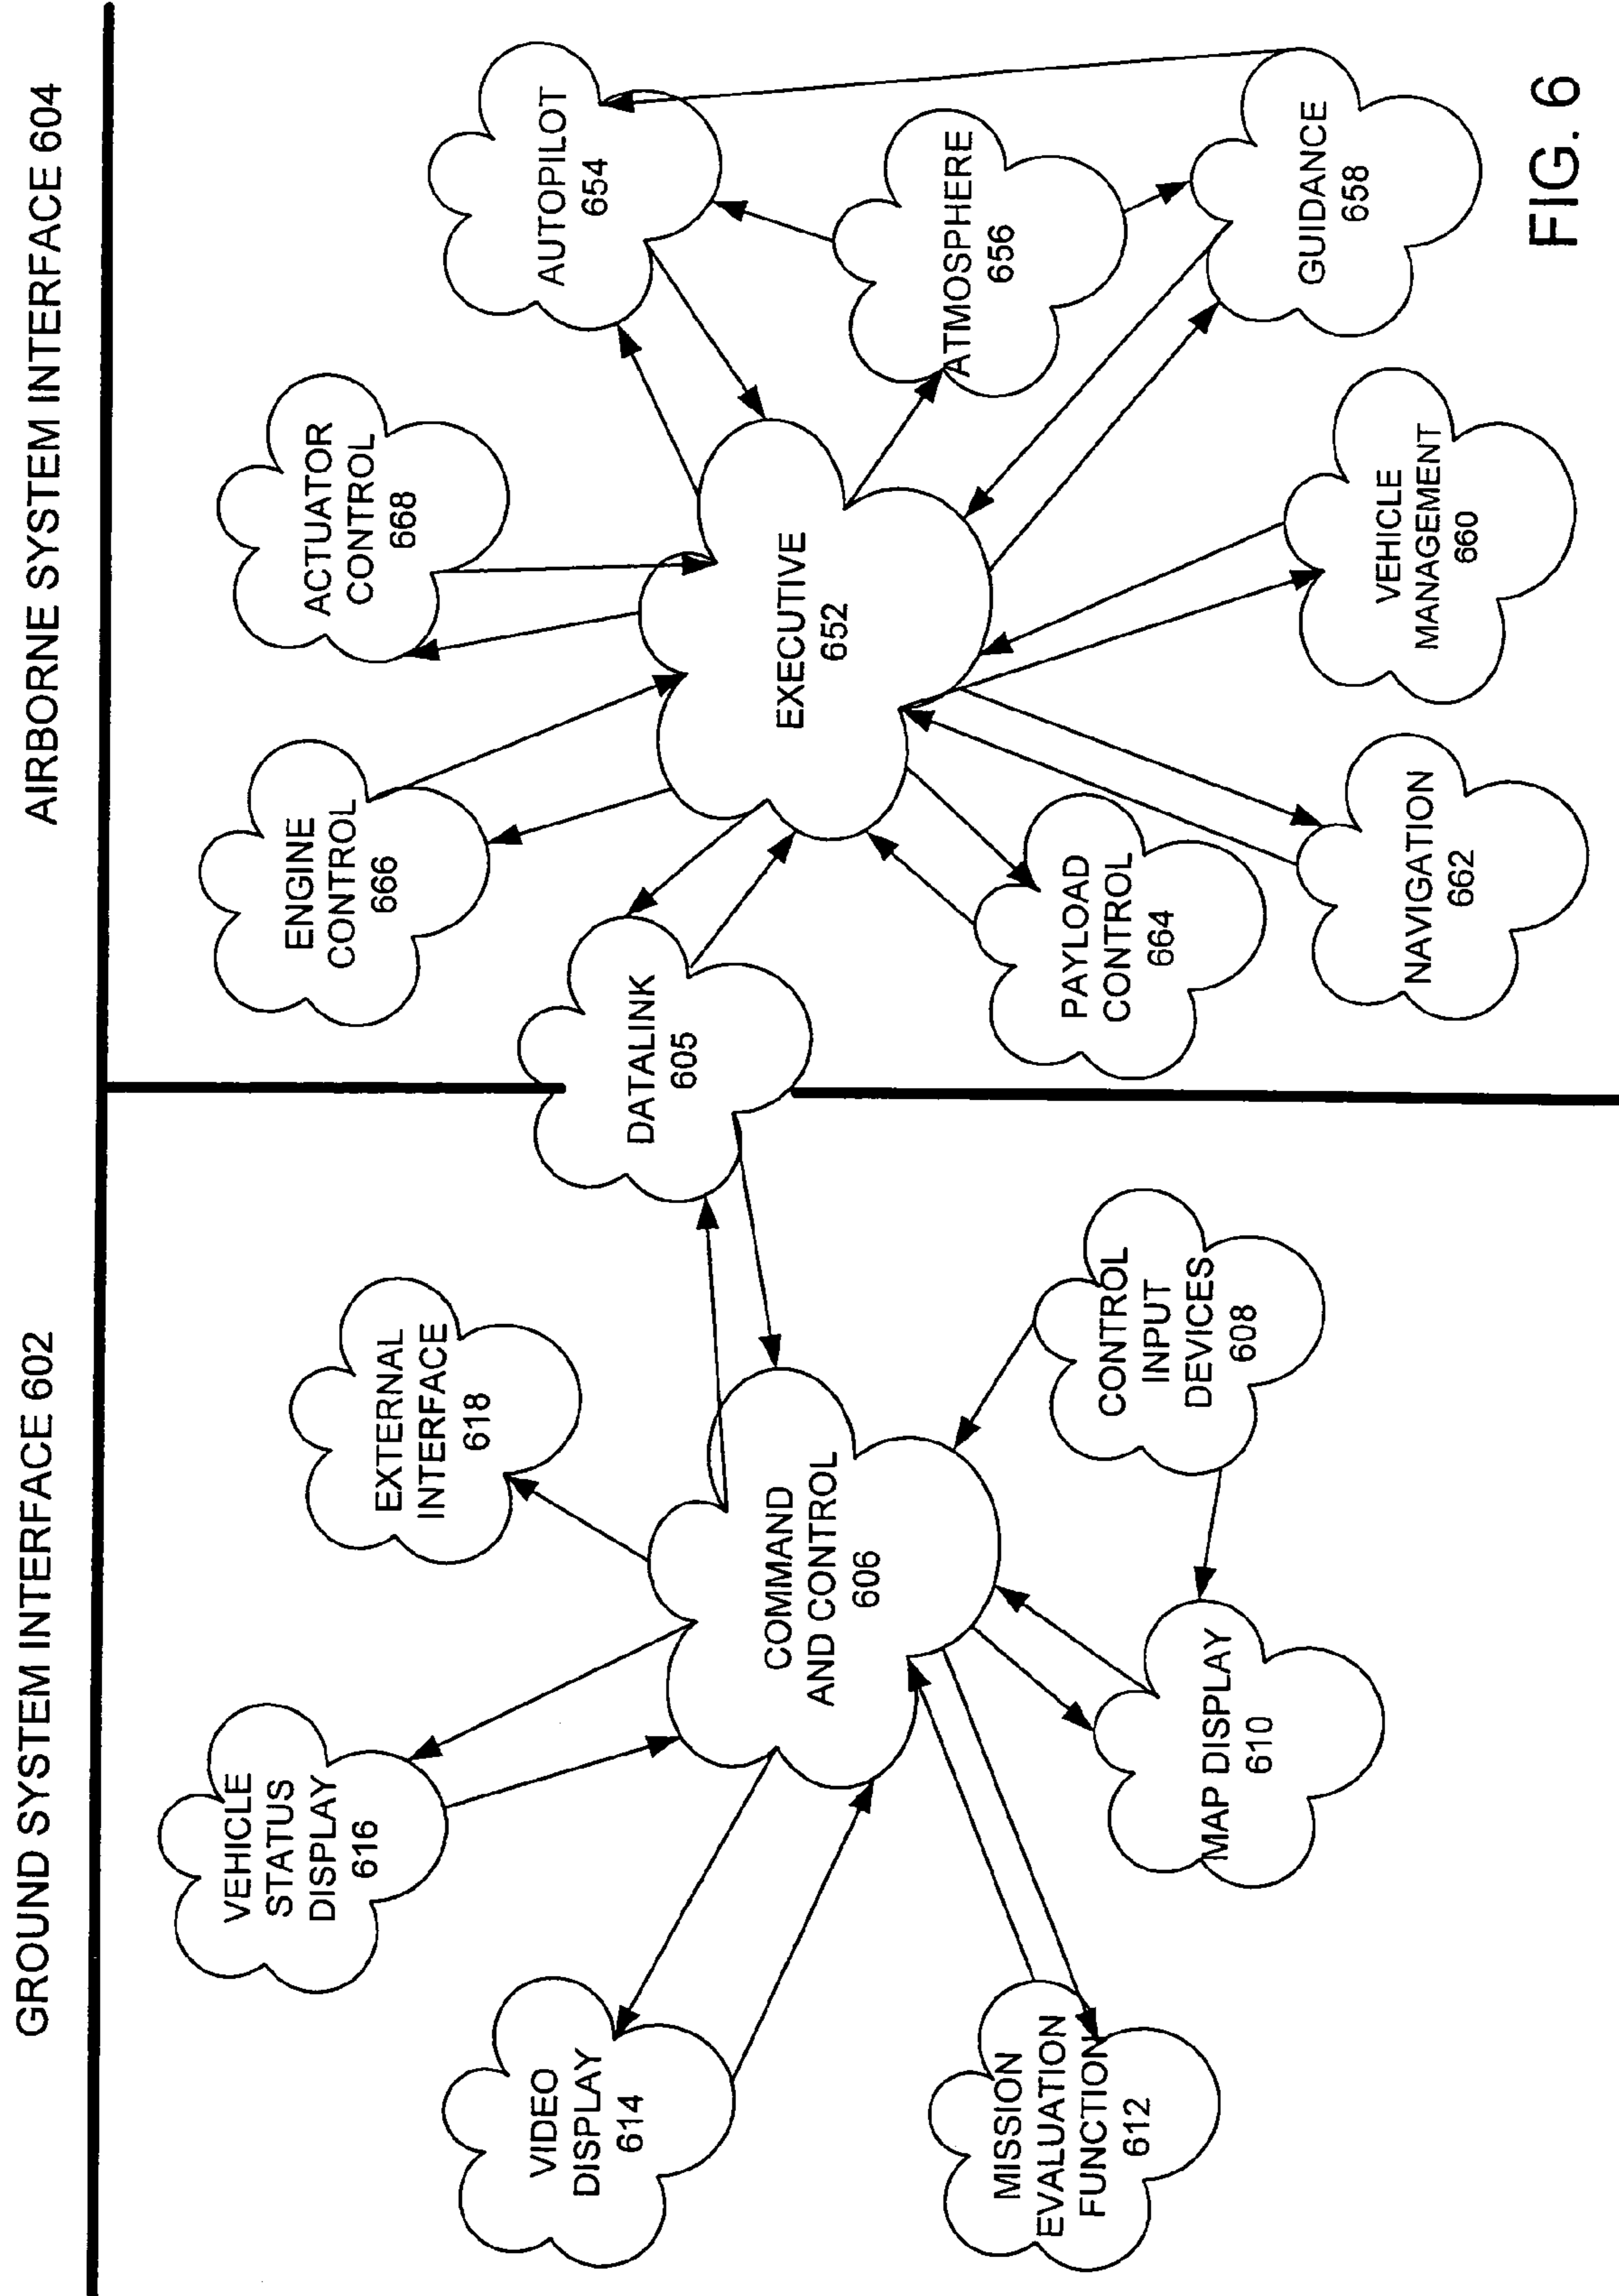 GROUND SYSTEM INTERFACE 602
AIRBORNE SYSTEM INTERFACE 604
VEHICLE
STATUS
DISPLAY
616
EXTERNAL
INTERFACE
618
VIDEO
DISPLAY
614
COMMAND
AND CONTROL
606
MISSION
EVALUATION
FUNCTION
612
MAP DISPLAY
610
CONTROL
INPUT
DEVICES
608
DATALINK
605
ENGINE
CONTROL
666
ACTUATOR
CONTROL
668
AUTOPILOT
654
EXECUTIVE
652
ATMOSPHERE
656
PAYLOAD
CONTROL
664
NAVIGATION
662
VEHICLE
MANAGEMENT
660
GUIDANCE
658
FIG. 6